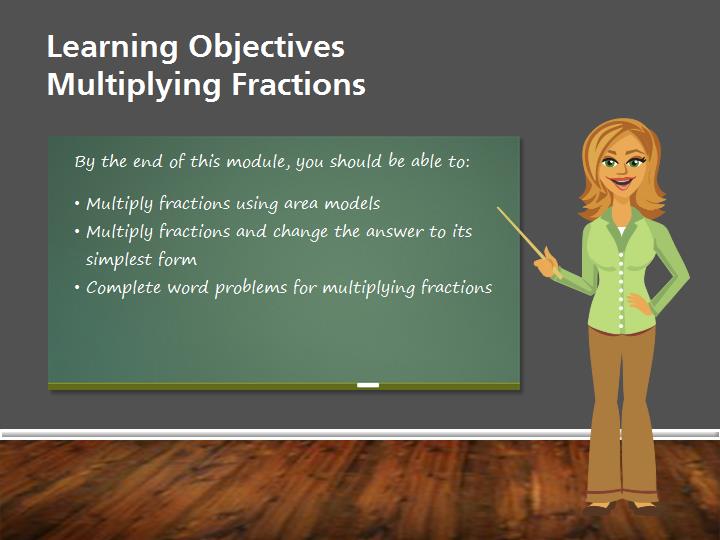 Learning Objectives
Multiplying Fractions
By the end of this module, you should be able to:
• Multiply fractions using area models
• Multiply fractions and change the answer to its
simplest form
• Complete word problems for multiplying fractions